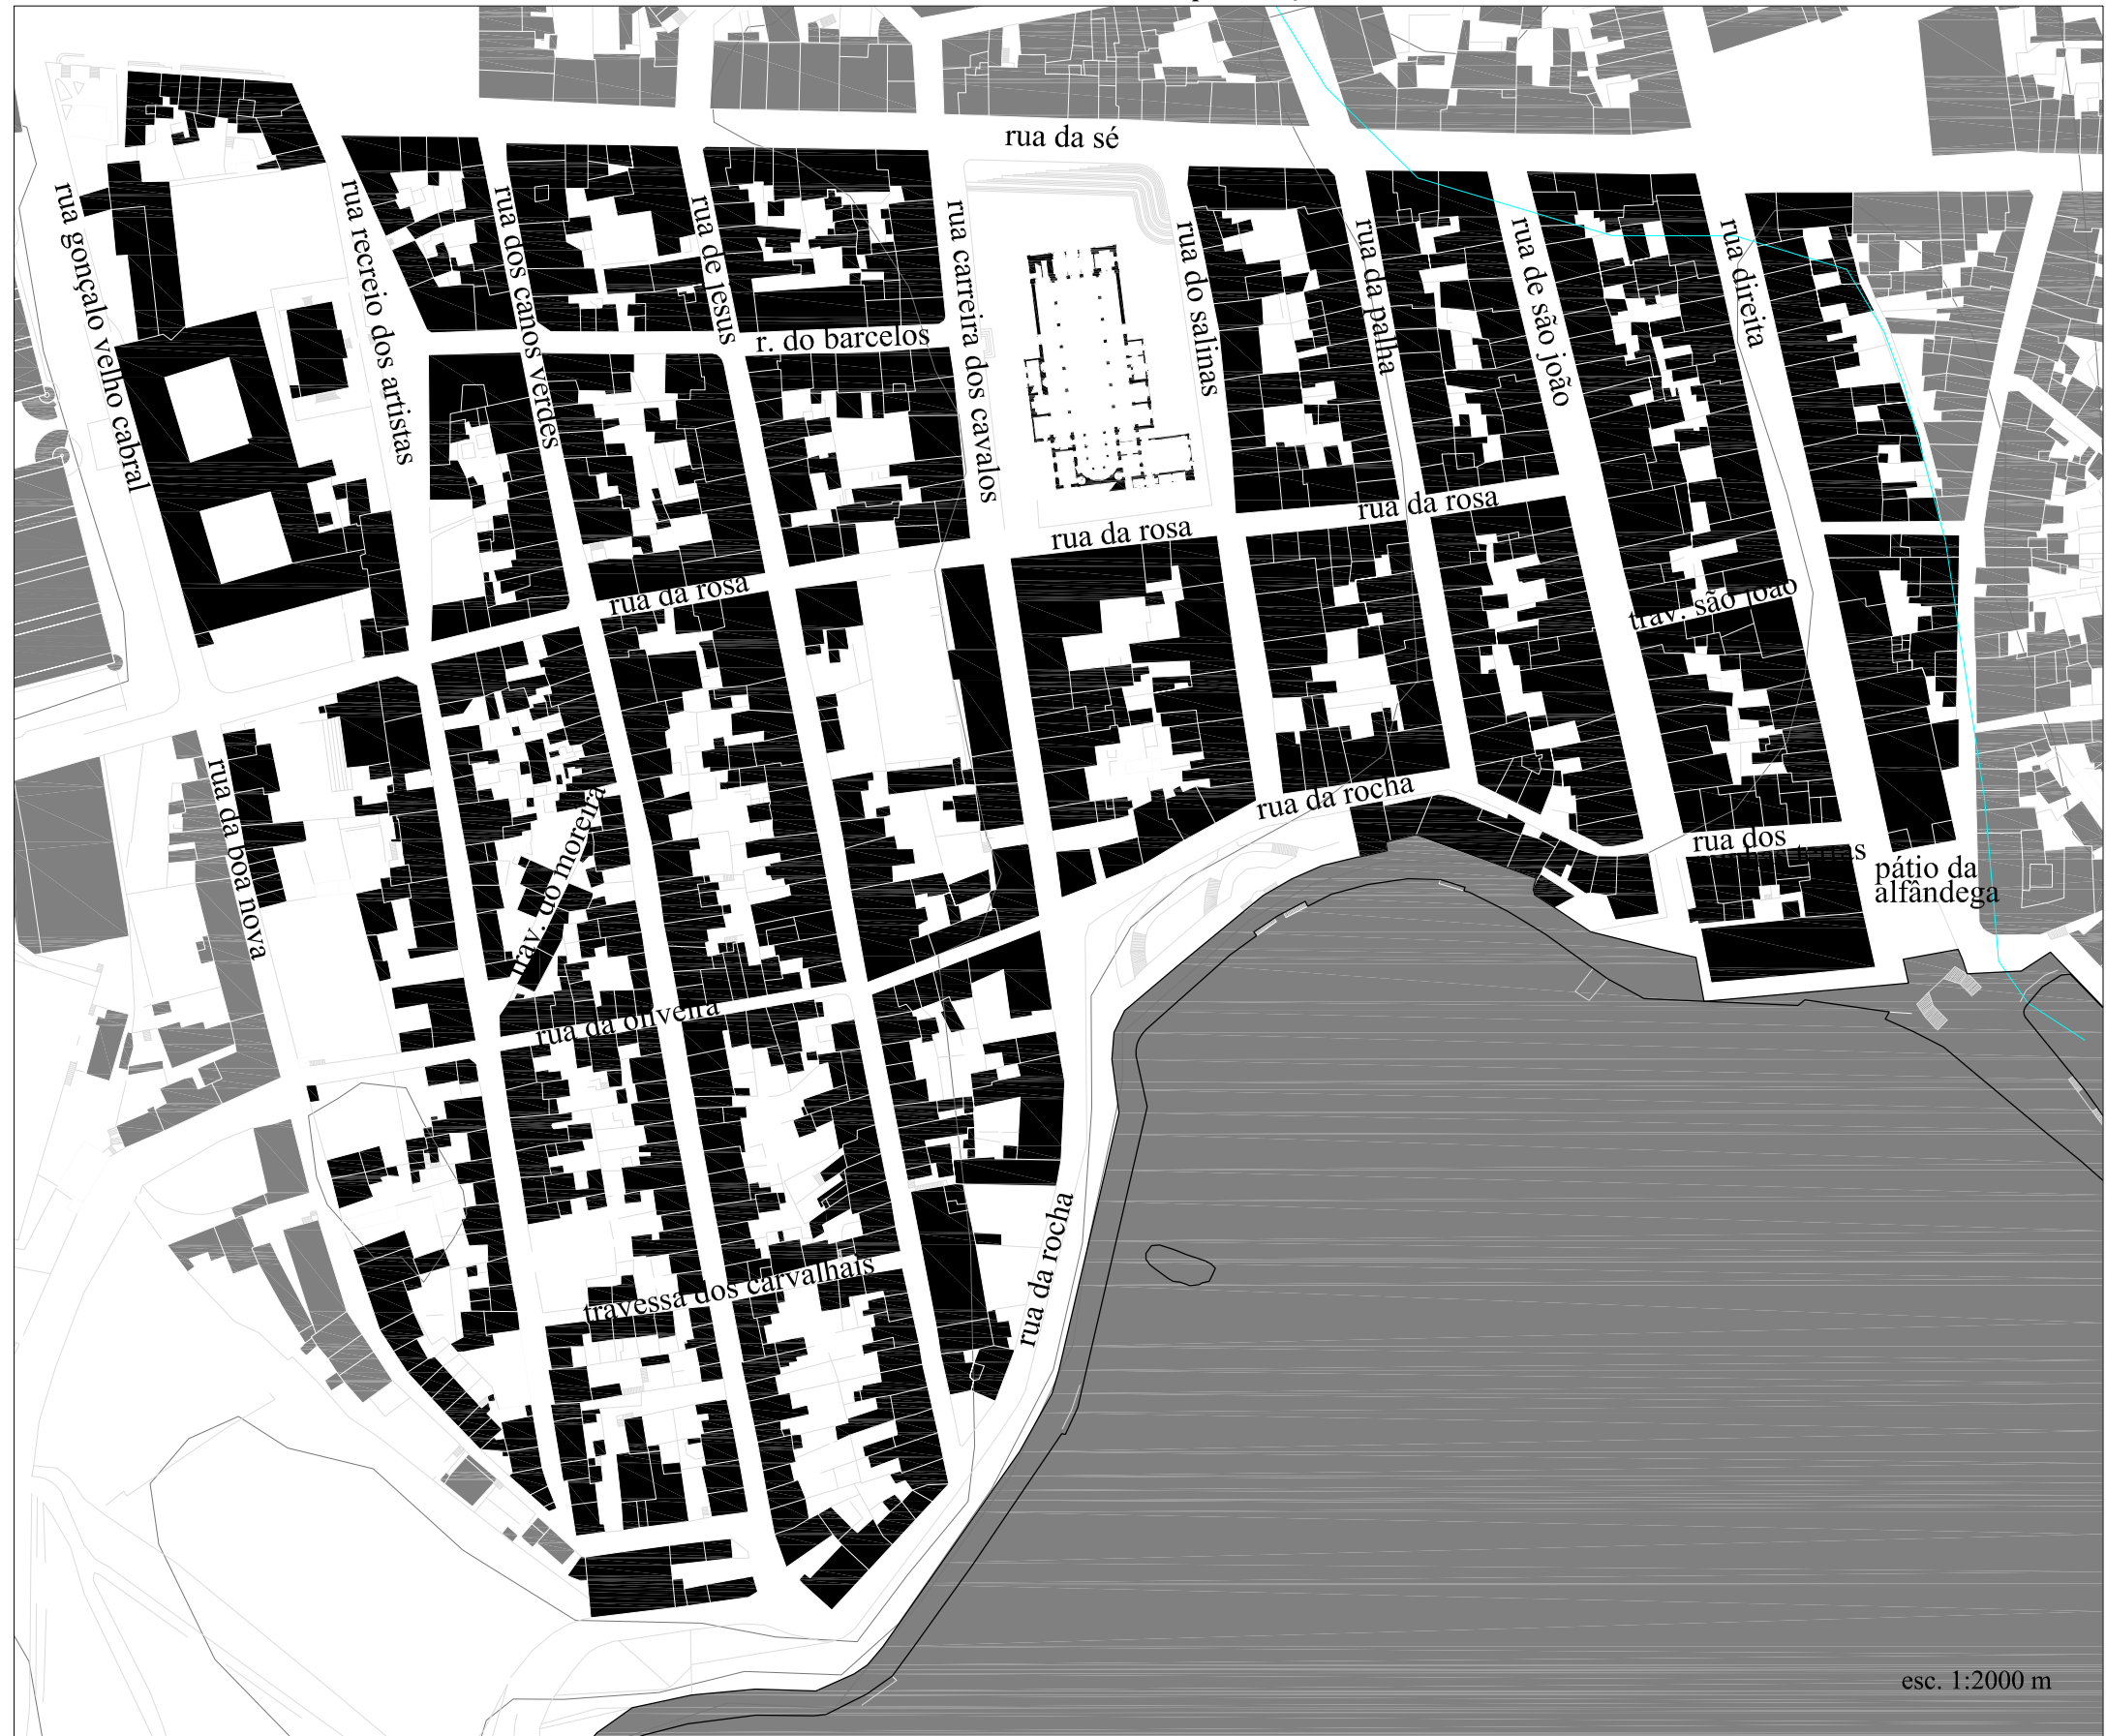 rua da sé
rua gonçalo velho cabral
rua recreio dos artistas
rua dos canos verdes
rua de jesus
rua carreira dos cavalos
rua do salinas
rua da palha
rua de são joão
rua direita
r. do barcelos
rua da rosa
rua da rosa
rua da rosa
trav. são joão
rua da boa nova
trav. do moreira
rua da rocha
rua dos
pátio da
alfândega
rua da oliveira
travessa dos carvalhais
rua da rocha
esc. 1:2000 m